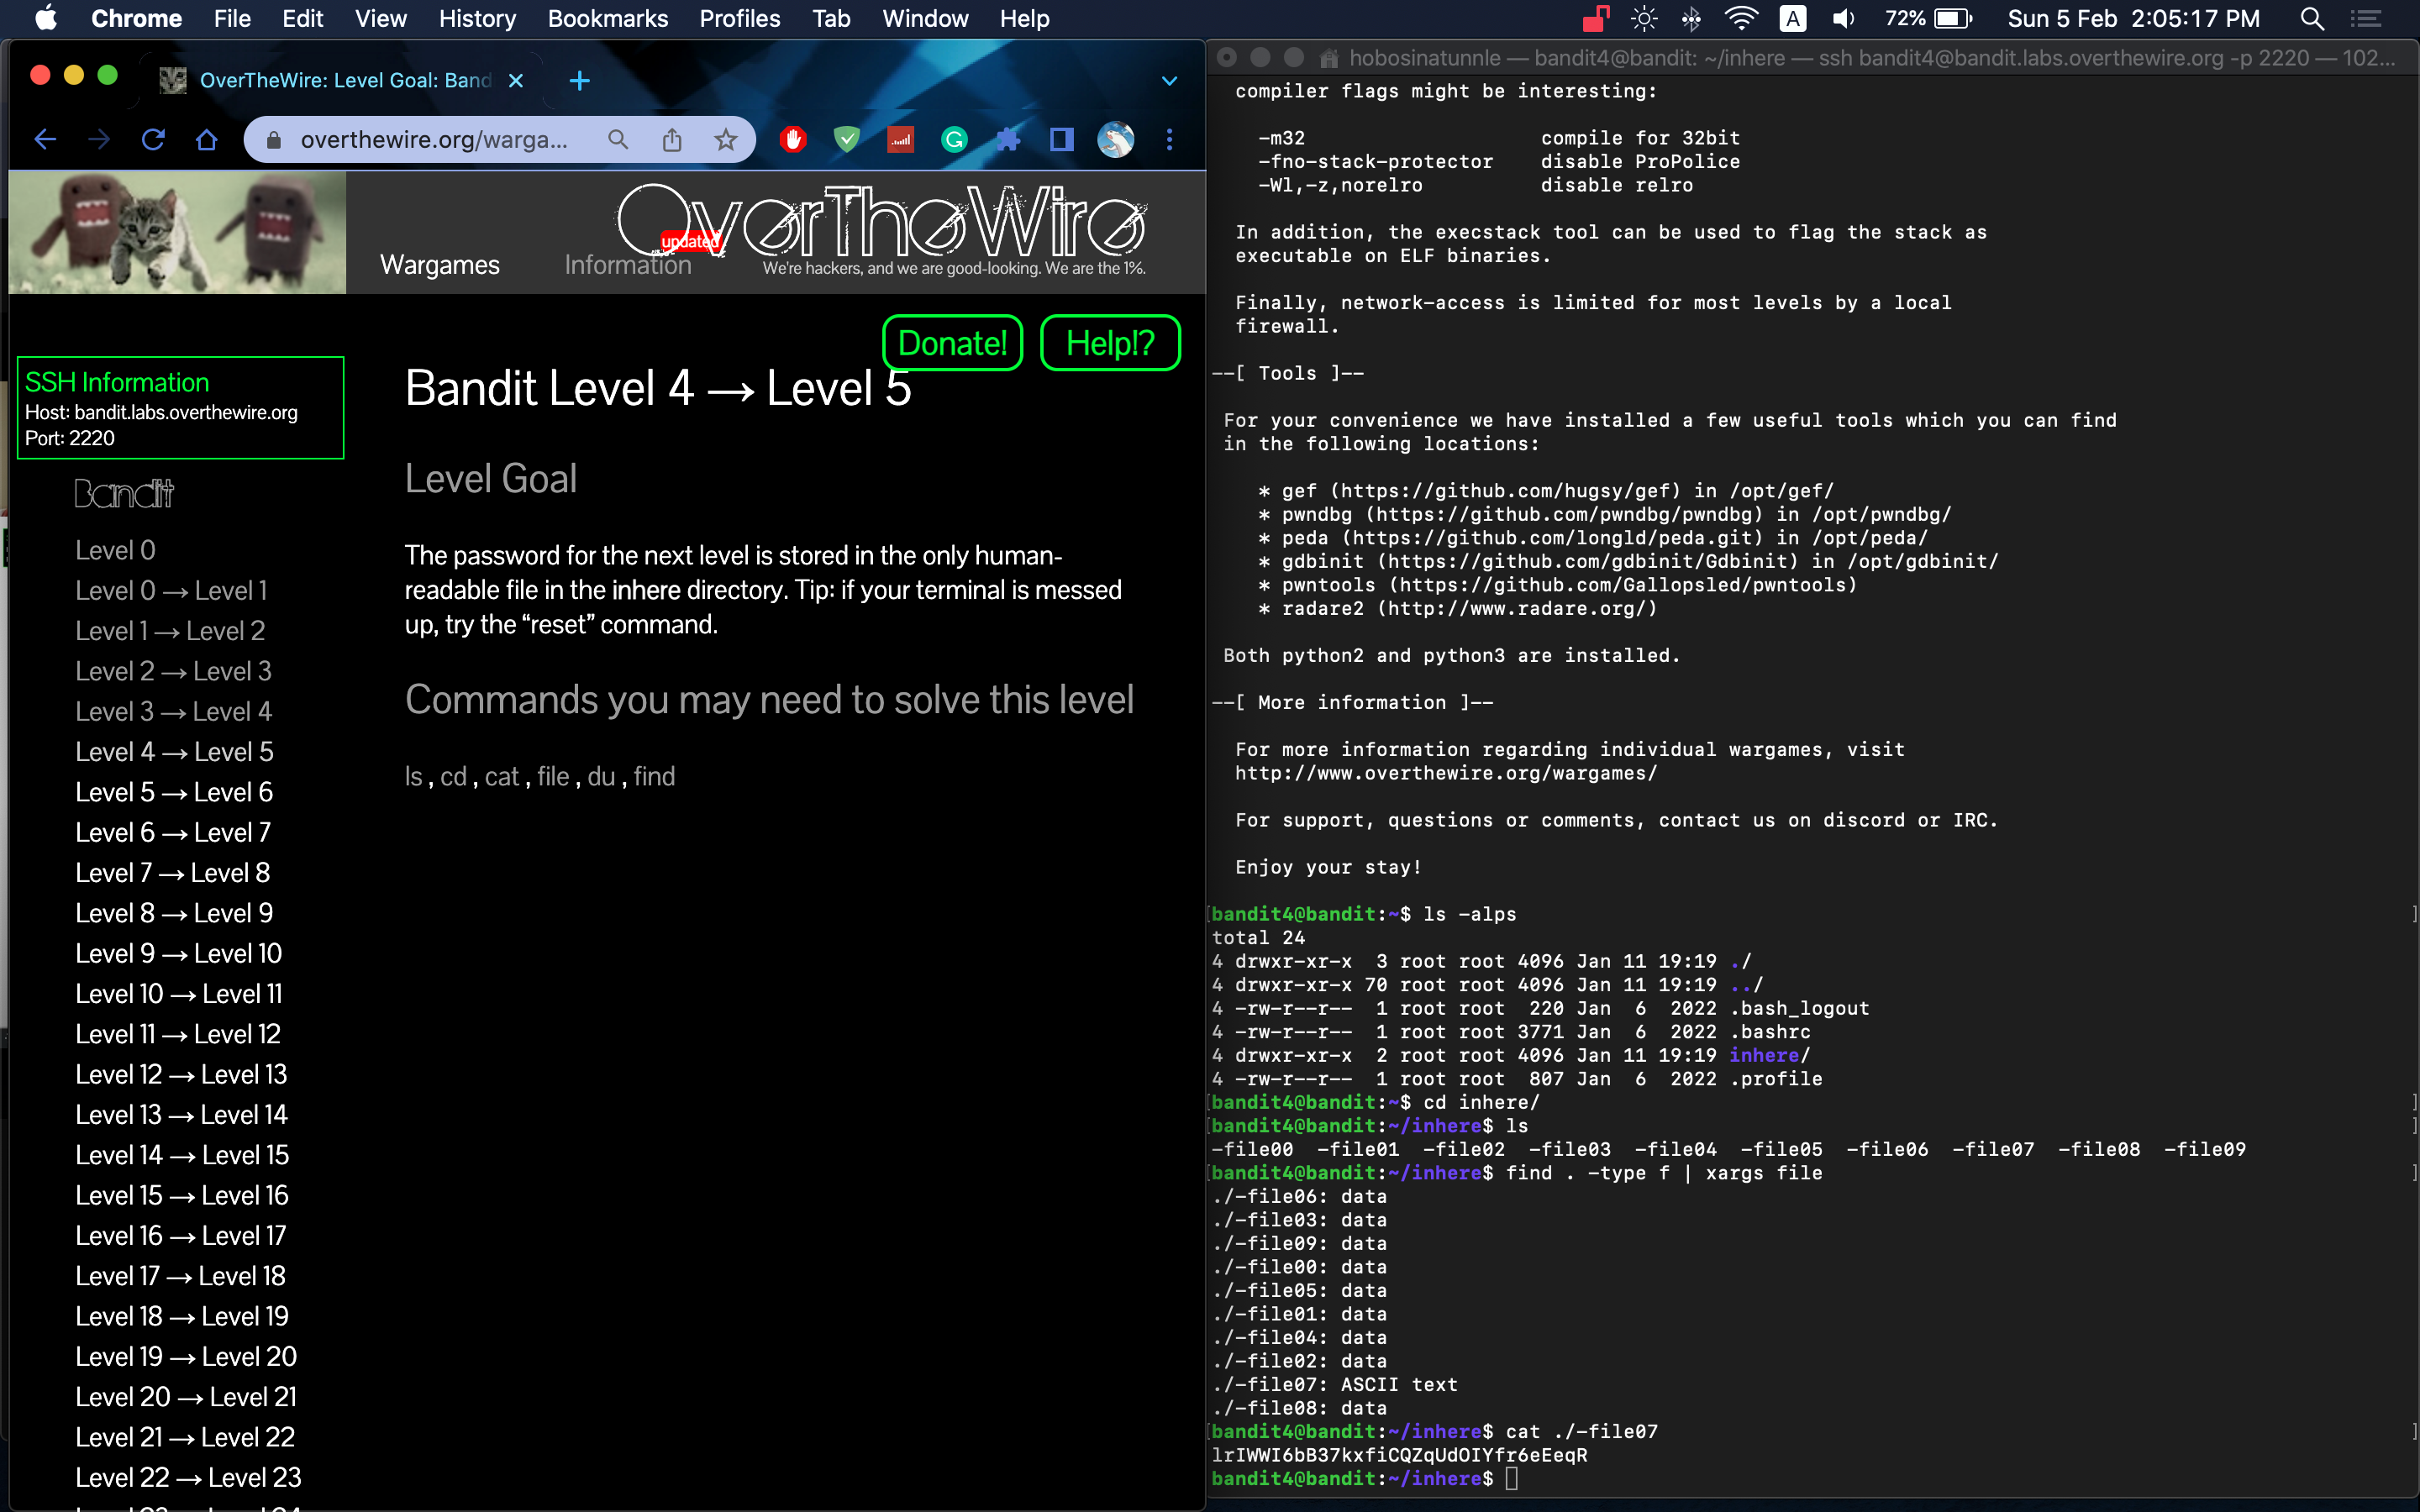 Chrome File Edit View History Bookmarks Profiles Tab Window Help
A 72% Sun 5 Feb 2:05:17 PM
OverTheWire: Level Goal: Band
overthewire.org/warga...
OverTheWire
We're hackers, and we are good-looking. We are the 1%.
Wargames
Information
updated
Donate!
Help!?
SSH Information
Host: bandit.labs.overthewire.org
Port: 2220
Bandit
Level 0
Level 0 → Level 1
Level 1 → Level 2
Level 2 → Level 3
Level 3 → Level 4
Level 4 → Level 5
Level 5 → Level 6
Level 6 → Level 7
Level 7 → Level 8
Level 8 → Level 9
Level 9 → Level 10
Level 10 → Level 11
Level 11 → Level 12
Level 12 → Level 13
Level 13 → Level 14
Level 14 → Level 15
Level 15 → Level 16
Level 16 → Level 17
Level 17 → Level 18
Level 18 → Level 19
Level 19 → Level 20
Level 20 → Level 21
Level 21 → Level 22
Level 22 → Level 23
Bandit Level 4 → Level 5
Level Goal
The password for the next level is stored in the only human-
readable file in the inhere directory. Tip: if your terminal is messed
up, try the “reset” command.
Commands you may need to solve this level
ls , cd , cat , file , du , find
hobosinatunnle — bandit4@bandit: ~/inhere — ssh bandit4@bandit.labs.overthewire.org -p 2220 — 102...
compiler flags might be interesting:
-m32 compile for 32bit
-fno-stack-protector disable ProPolice
-Wl,-z,norelro disable relro
In addition, the execstack tool can be used to flag the stack as
executable on ELF binaries.
Finally, network-access is limited for most levels by a local
firewall.
--[ Tools ]--
For your convenience we have installed a few useful tools which you can find
in the following locations:
* gef (https://github.com/hugsy/gef) in /opt/gef/
* pwndbg (https://github.com/pwndbg/pwndbg) in /opt/pwndbg/
* peda (https://github.com/longld/peda.git) in /opt/peda/
* gdbinit (https://github.com/gdbinit/Gdbinit) in /opt/gdbinit/
* pwntools (https://github.com/Gallopsled/pwntools)
* radare2 (http://www.radare.org/)
Both python2 and python3 are installed.
--[ More information ]--
For more information regarding individual wargames, visit
http://www.overthewire.org/wargames/
For support, questions or comments, contact us on discord or IRC.
Enjoy your stay!
[bandit4@bandit:~$ ls -alps ]
total 24
4 drwxr-xr-x 3 root root 4096 Jan 11 19:19 ./
4 drwxr-xr-x 70 root root 4096 Jan 11 19:19 ../
4 -rw-r--r-- 1 root root 220 Jan 6 2022 .bash_logout
4 -rw-r--r-- 1 root root 3771 Jan 6 2022 .bashrc
4 drwxr-xr-x 2 root root 4096 Jan 11 19:19 inhere/
4 -rw-r--r-- 1 root root 807 Jan 6 2022 .profile
[bandit4@bandit:~$ cd inhere/ ]
[bandit4@bandit:~/inhere$ ls ]
-file00 -file01 -file02 -file03 -file04 -file05 -file06 -file07 -file08 -file09
[bandit4@bandit:~/inhere$ find . -type f | xargs file ]
./-file06: data
./-file03: data
./-file09: data
./-file00: data
./-file05: data
./-file01: data
./-file04: data
./-file02: data
./-file07: ASCII text
./-file08: data
[bandit4@bandit:~/inhere$ cat ./-file07 ]
lrIWWI6bB37kxfiCQZqUdOIYfr6eEeqR
bandit4@bandit:~/inhere$